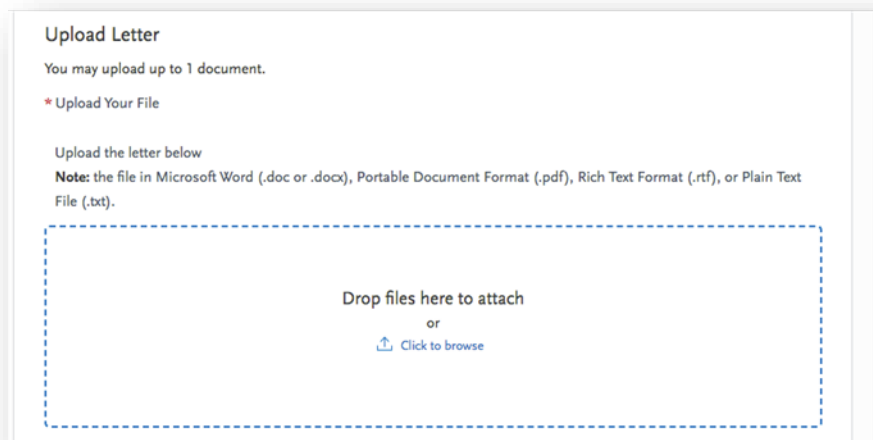 Upload Letter
You may upload up to 1 document.
* Upload Your File
Upload the letter below
Note: the file in Microsoft Word (.doc or .docx), Portable Document Format (.pdf), Rich Text Format (.rtf), or Plain Text
File (.txt).
Drop files here to attach
or
Click to browse